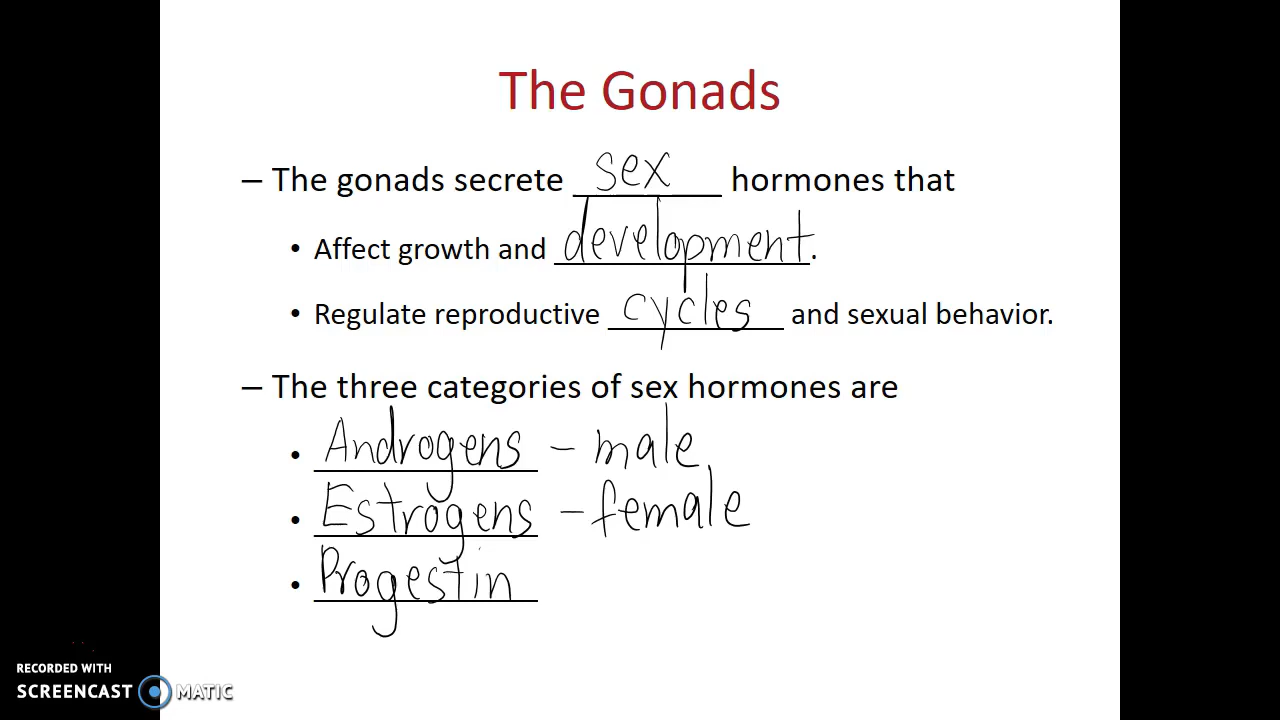 The Gonads
– The gonads secrete sex hormones that
• Affect growth and development.
• Regulate reproductive cycles and sexual behavior.
– The three categories of sex hormones are
• Androgens – male
• Estrogens – female
• Progestin
RECORDED WITH
SCREENCAST MATIC